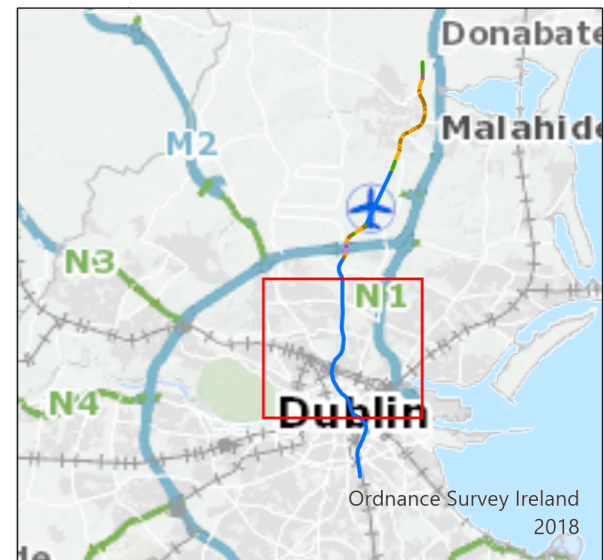 Donabate
M2
Malahide
N3
N1
N4
Dublin
Ordnance Survey Ireland
2018